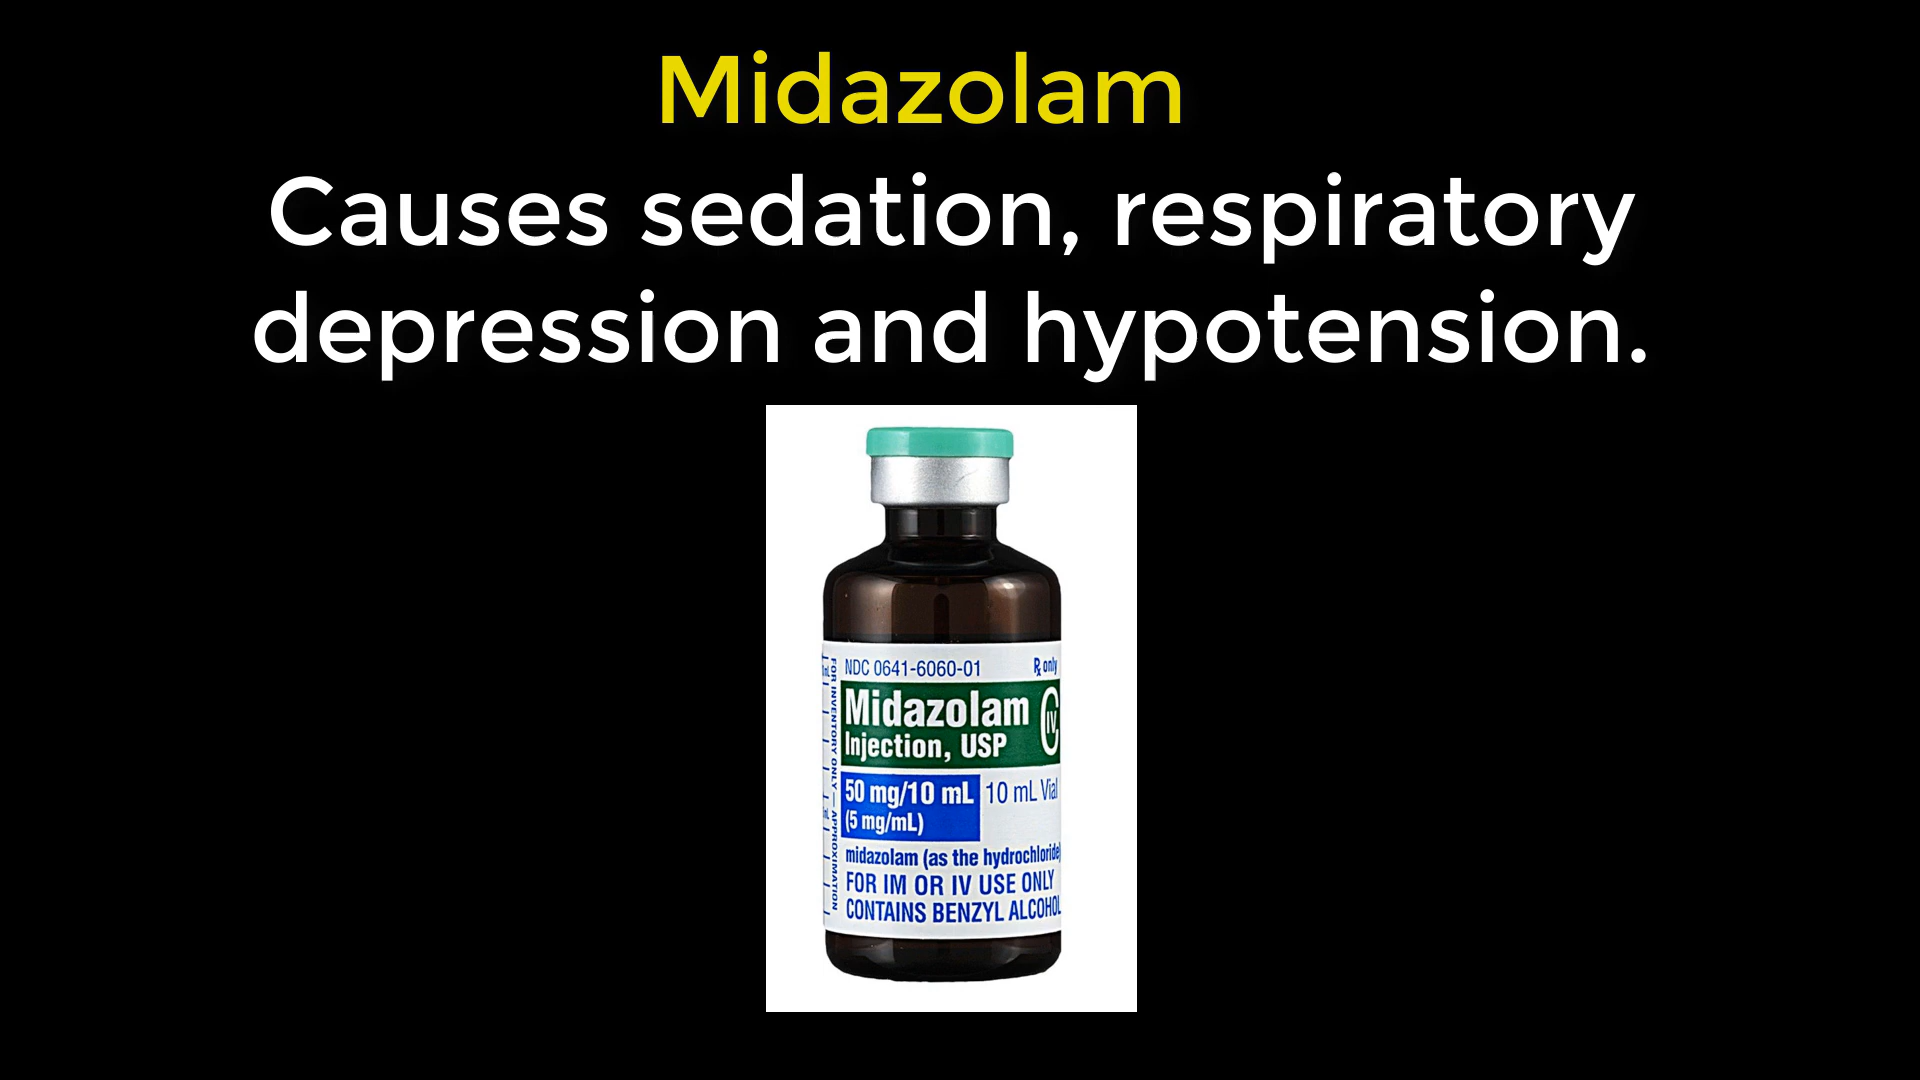 Midazolam
Causes sedation, respiratory
depression and hypotension.
NDC 0641-6060-01 Rx only
Midazolam CIV
Injection, USP
50 mg/10 mL 10 mL Vial
(5 mg/mL)
midazolam (as the hydrochloride)
FOR IM OR IV USE ONLY
CONTAINS BENZYL ALCOHOL
FOR INVENTORY ONLY – APPROXIMATION